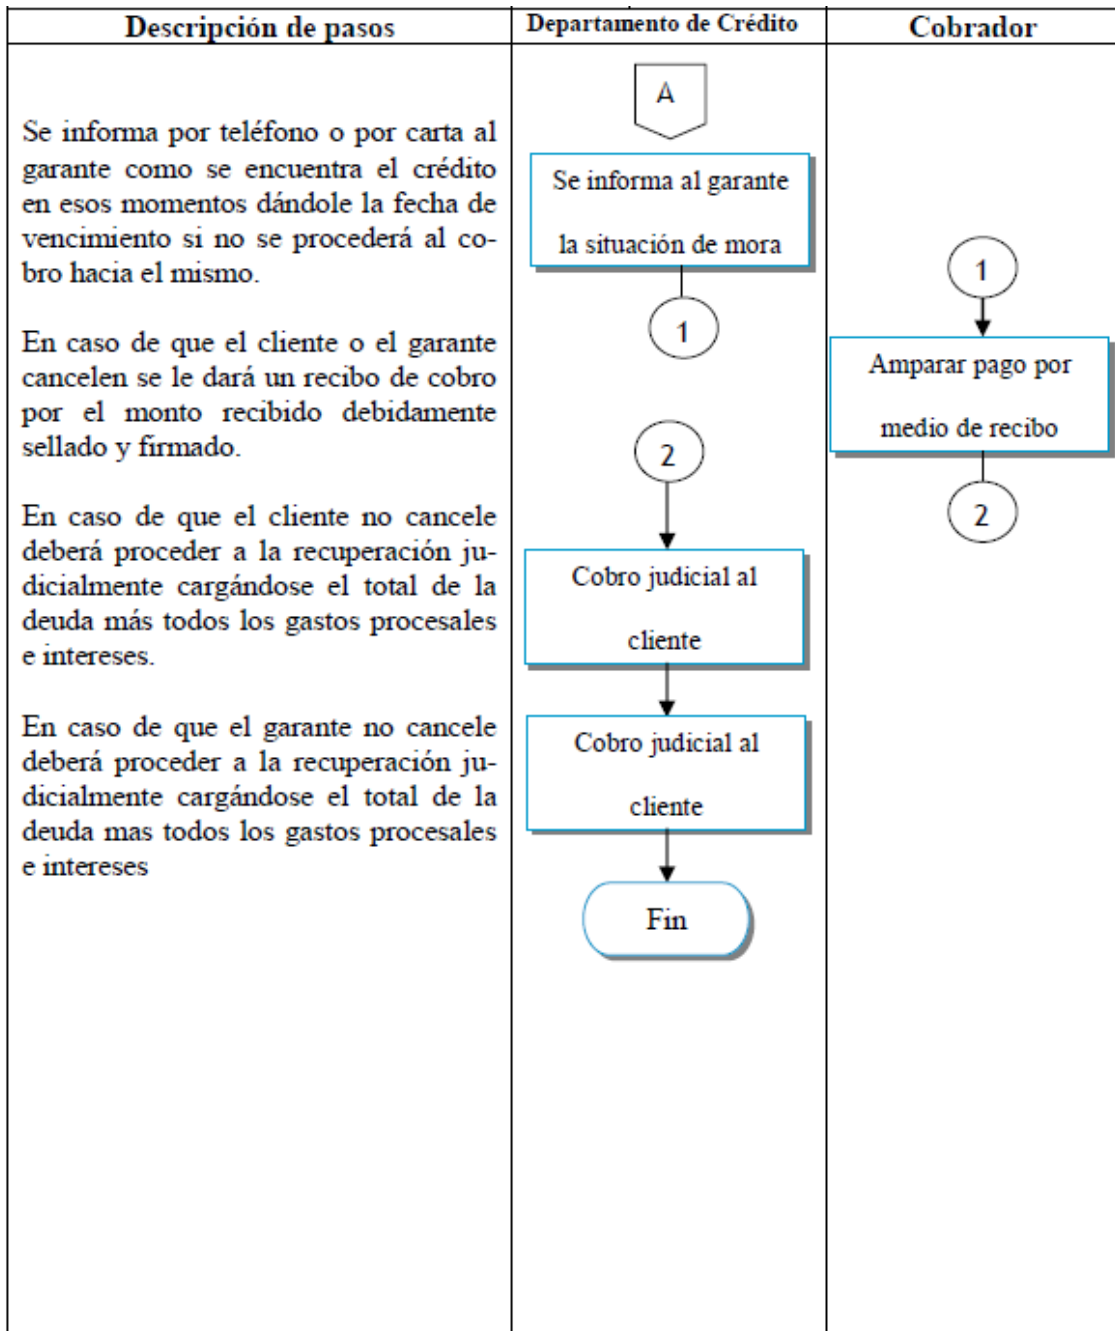 Descripción de pasos
Departamento de Crédito
Cobrador
Se informa por teléfono o por carta al
garante como se encuentra el crédito
en esos momentos dándole la fecha de
vencimiento si no se procederá al co-
bro hacia el mismo.
En caso de que el cliente o el garante
cancelen se le dará un recibo de cobro
por el monto recibido debidamente
sellado y firmado.
En caso de que el cliente no cancele
deberá proceder a la recuperación ju-
dicialmente cargándose el total de la
deuda más todos los gastos procesales
e intereses.
En caso de que el garante no cancele
deberá proceder a la recuperación ju-
dicialmente cargándose el total de la
deuda mas todos los gastos procesales
e intereses
A
Se informa al garante
la situación de mora
1
2
Cobro judicial al
cliente
Cobro judicial al
cliente
Fin
1
Amparar pago por
medio de recibo
2